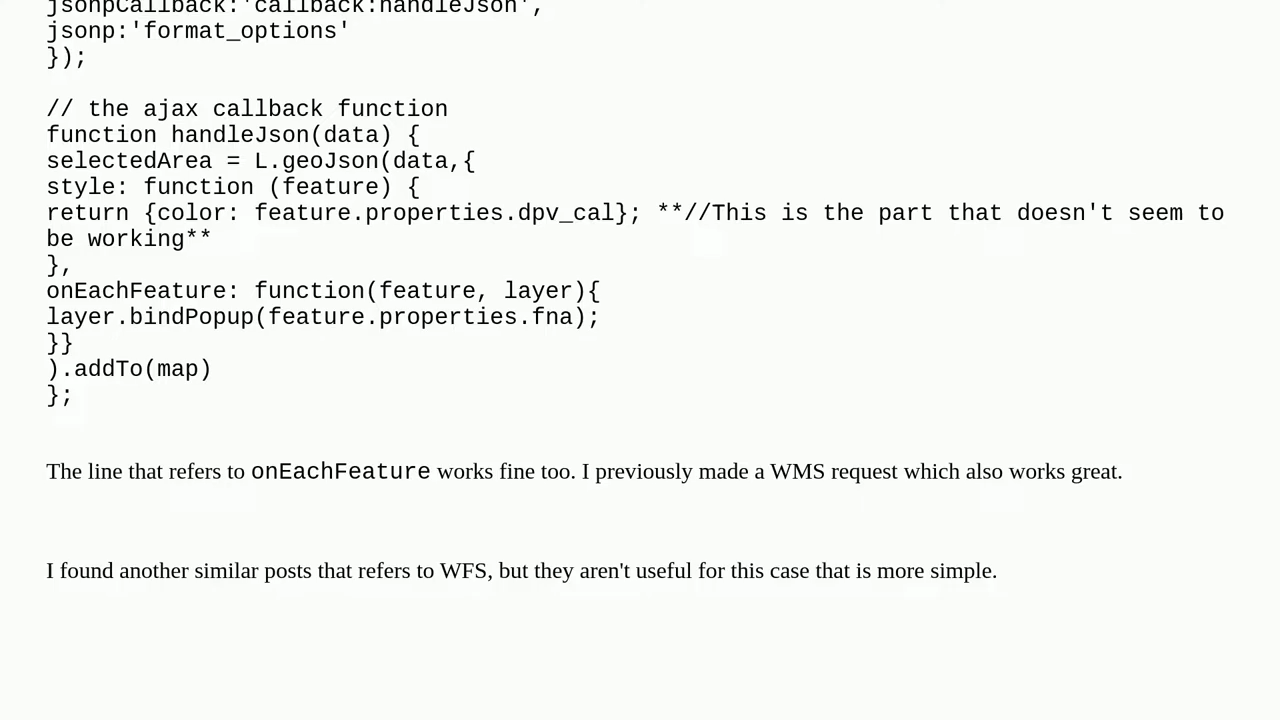 jsonpCallback:'callback:handleJson',
jsonp:'format_options'
});
// the ajax callback function
function handleJson(data) {
selectedArea = L.geoJson(data,{
style: function (feature) {
return {color: feature.properties.dpv_cal}; **//This is the part that doesn't seem to
be working**
},
onEachFeature: function(feature, layer){
layer.bindPopup(feature.properties.fna);
}}
).addTo(map)
};
The line that refers to onEachFeature works fine too. I previously made a WMS request which also works great.
I found another similar posts that refers to WFS, but they aren't useful for this case that is more simple.